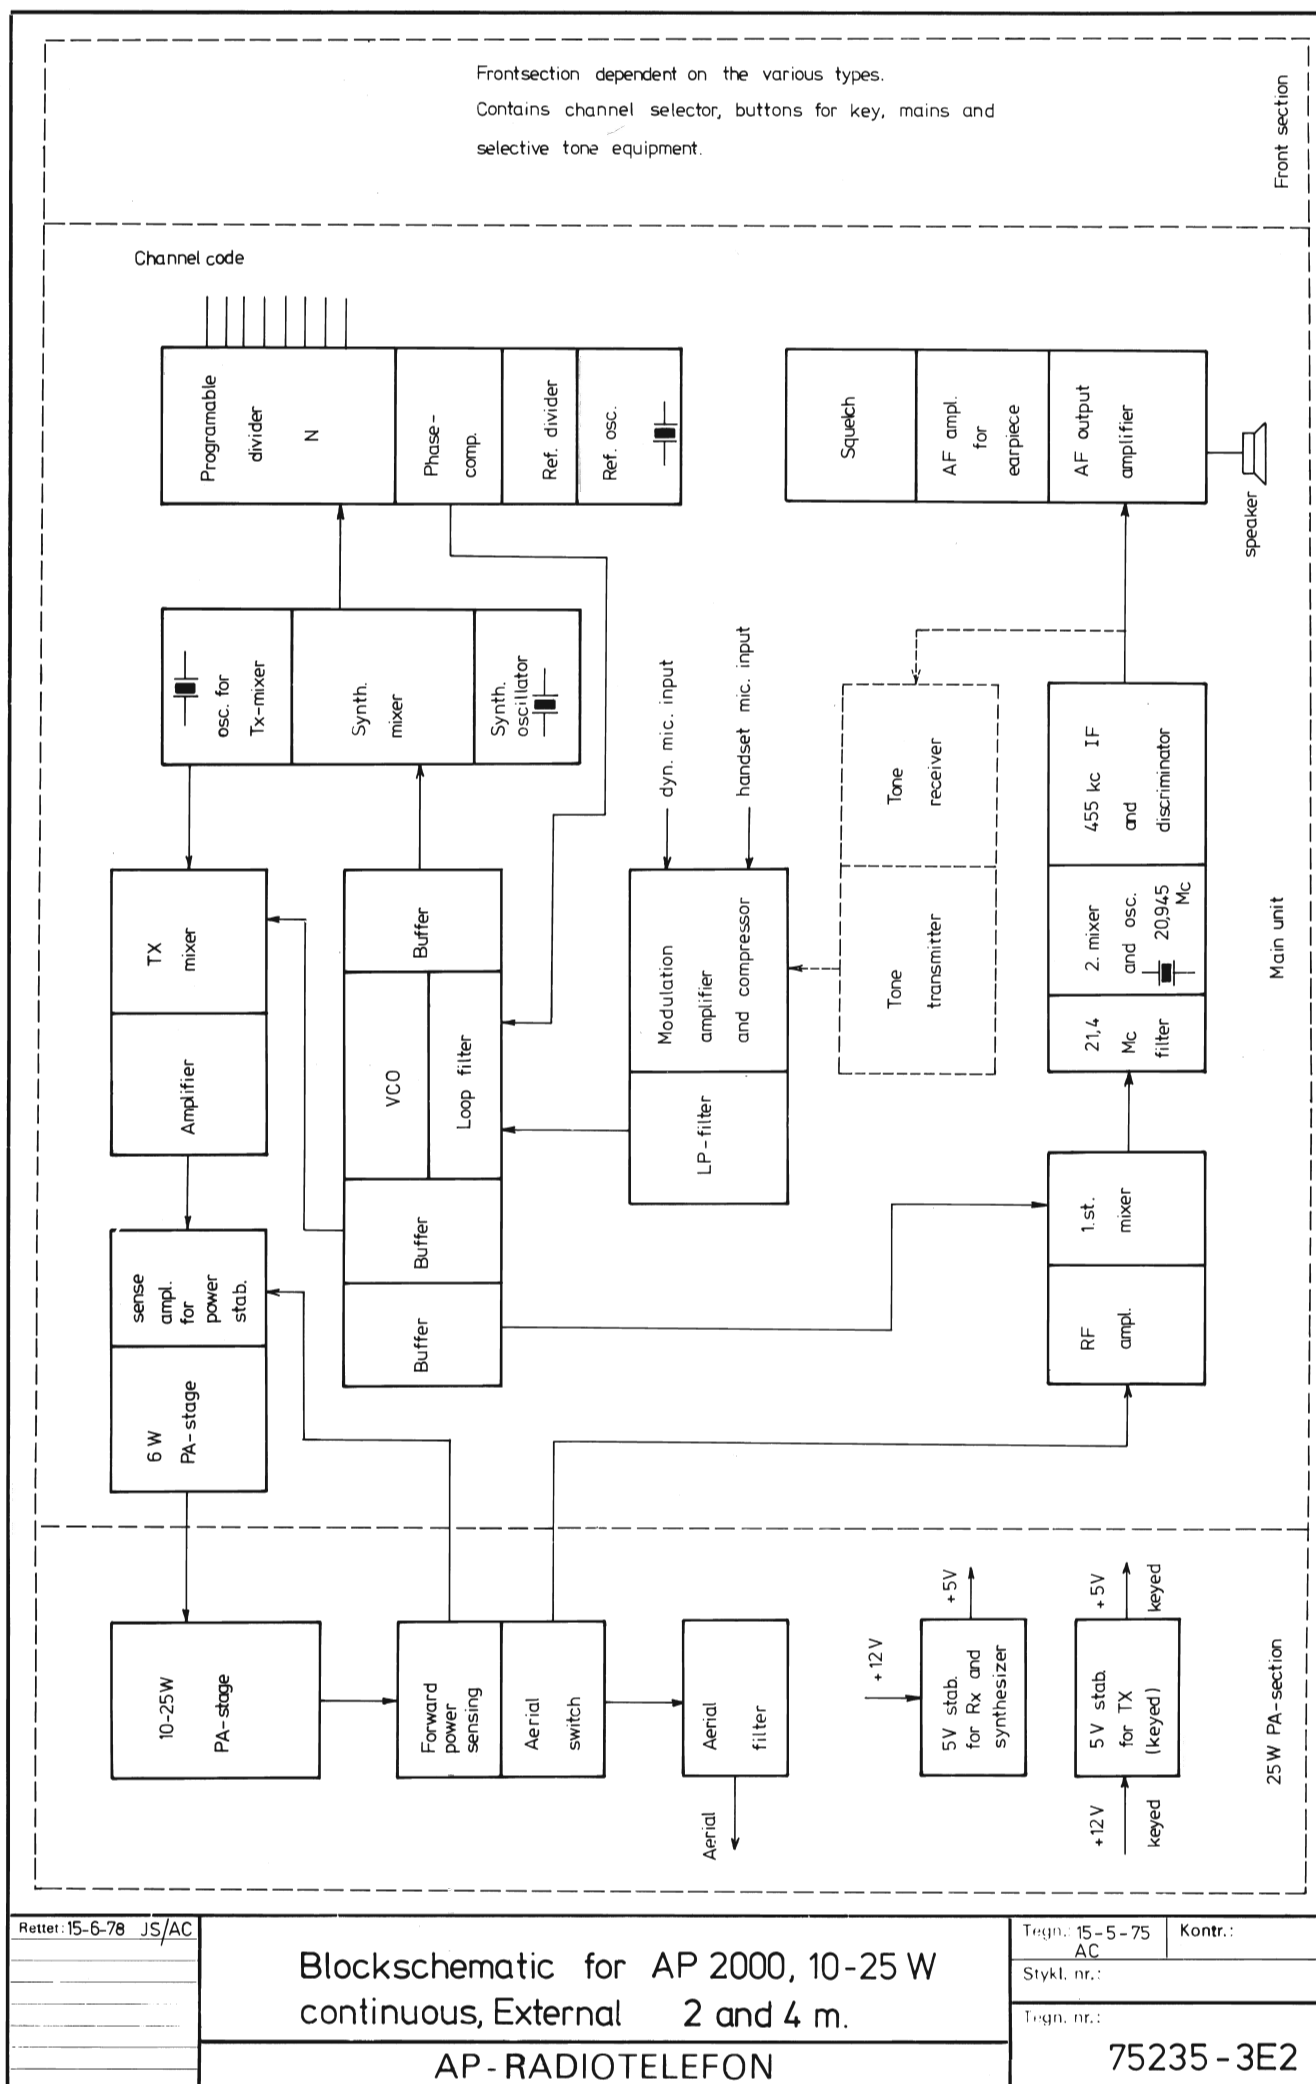 Frontsection dependent on the various types.
Contains channel selector, buttons for key, mains and
selective tone equipment.
Front section
Channel code
Programable
divider
N
Phase-
comp.
Ref. divider
Ref. osc.
Squelch
AF ampl.
for
earpiece
AF output
amplifier
speaker
osc. for
Tx-mixer
Synth.
mixer
Synth.
oscillator
dyn. mic. input
handset mic. input
Tone
receiver
Tone
transmitter
455 kc IF
and
discriminator
2. mixer
and osc.
20,945
Mc
21,4
Mc
filter
Main unit
TX
mixer
Amplifier
Buffer
VCO
Loop filter
Buffer
Buffer
Modulation
amplifier
and compressor
LP-filter
1.st.
mixer
RF
ampl.
sense
ampl.
for
power
stab.
6 W
PA-stage
10-25W
PA-stage
Forward
power
sensing
Aerial
switch
Aerial
filter
Aerial
+12V
+5V
5V stab.
for Rx and
synthesizer
+5V
keyed
5V stab.
for TX
(keyed)
+12V
keyed
25W PA-section
Rettet: 15-6-78 JS/AC
Blockschematic for AP 2000, 10-25 W
continuous, External 2 and 4 m.
AP-RADIOTELEFON
Tegn.: 15-5-75
AC
Kontr.:
Stykl. nr.:
Tegn. nr.:
75235-3E2